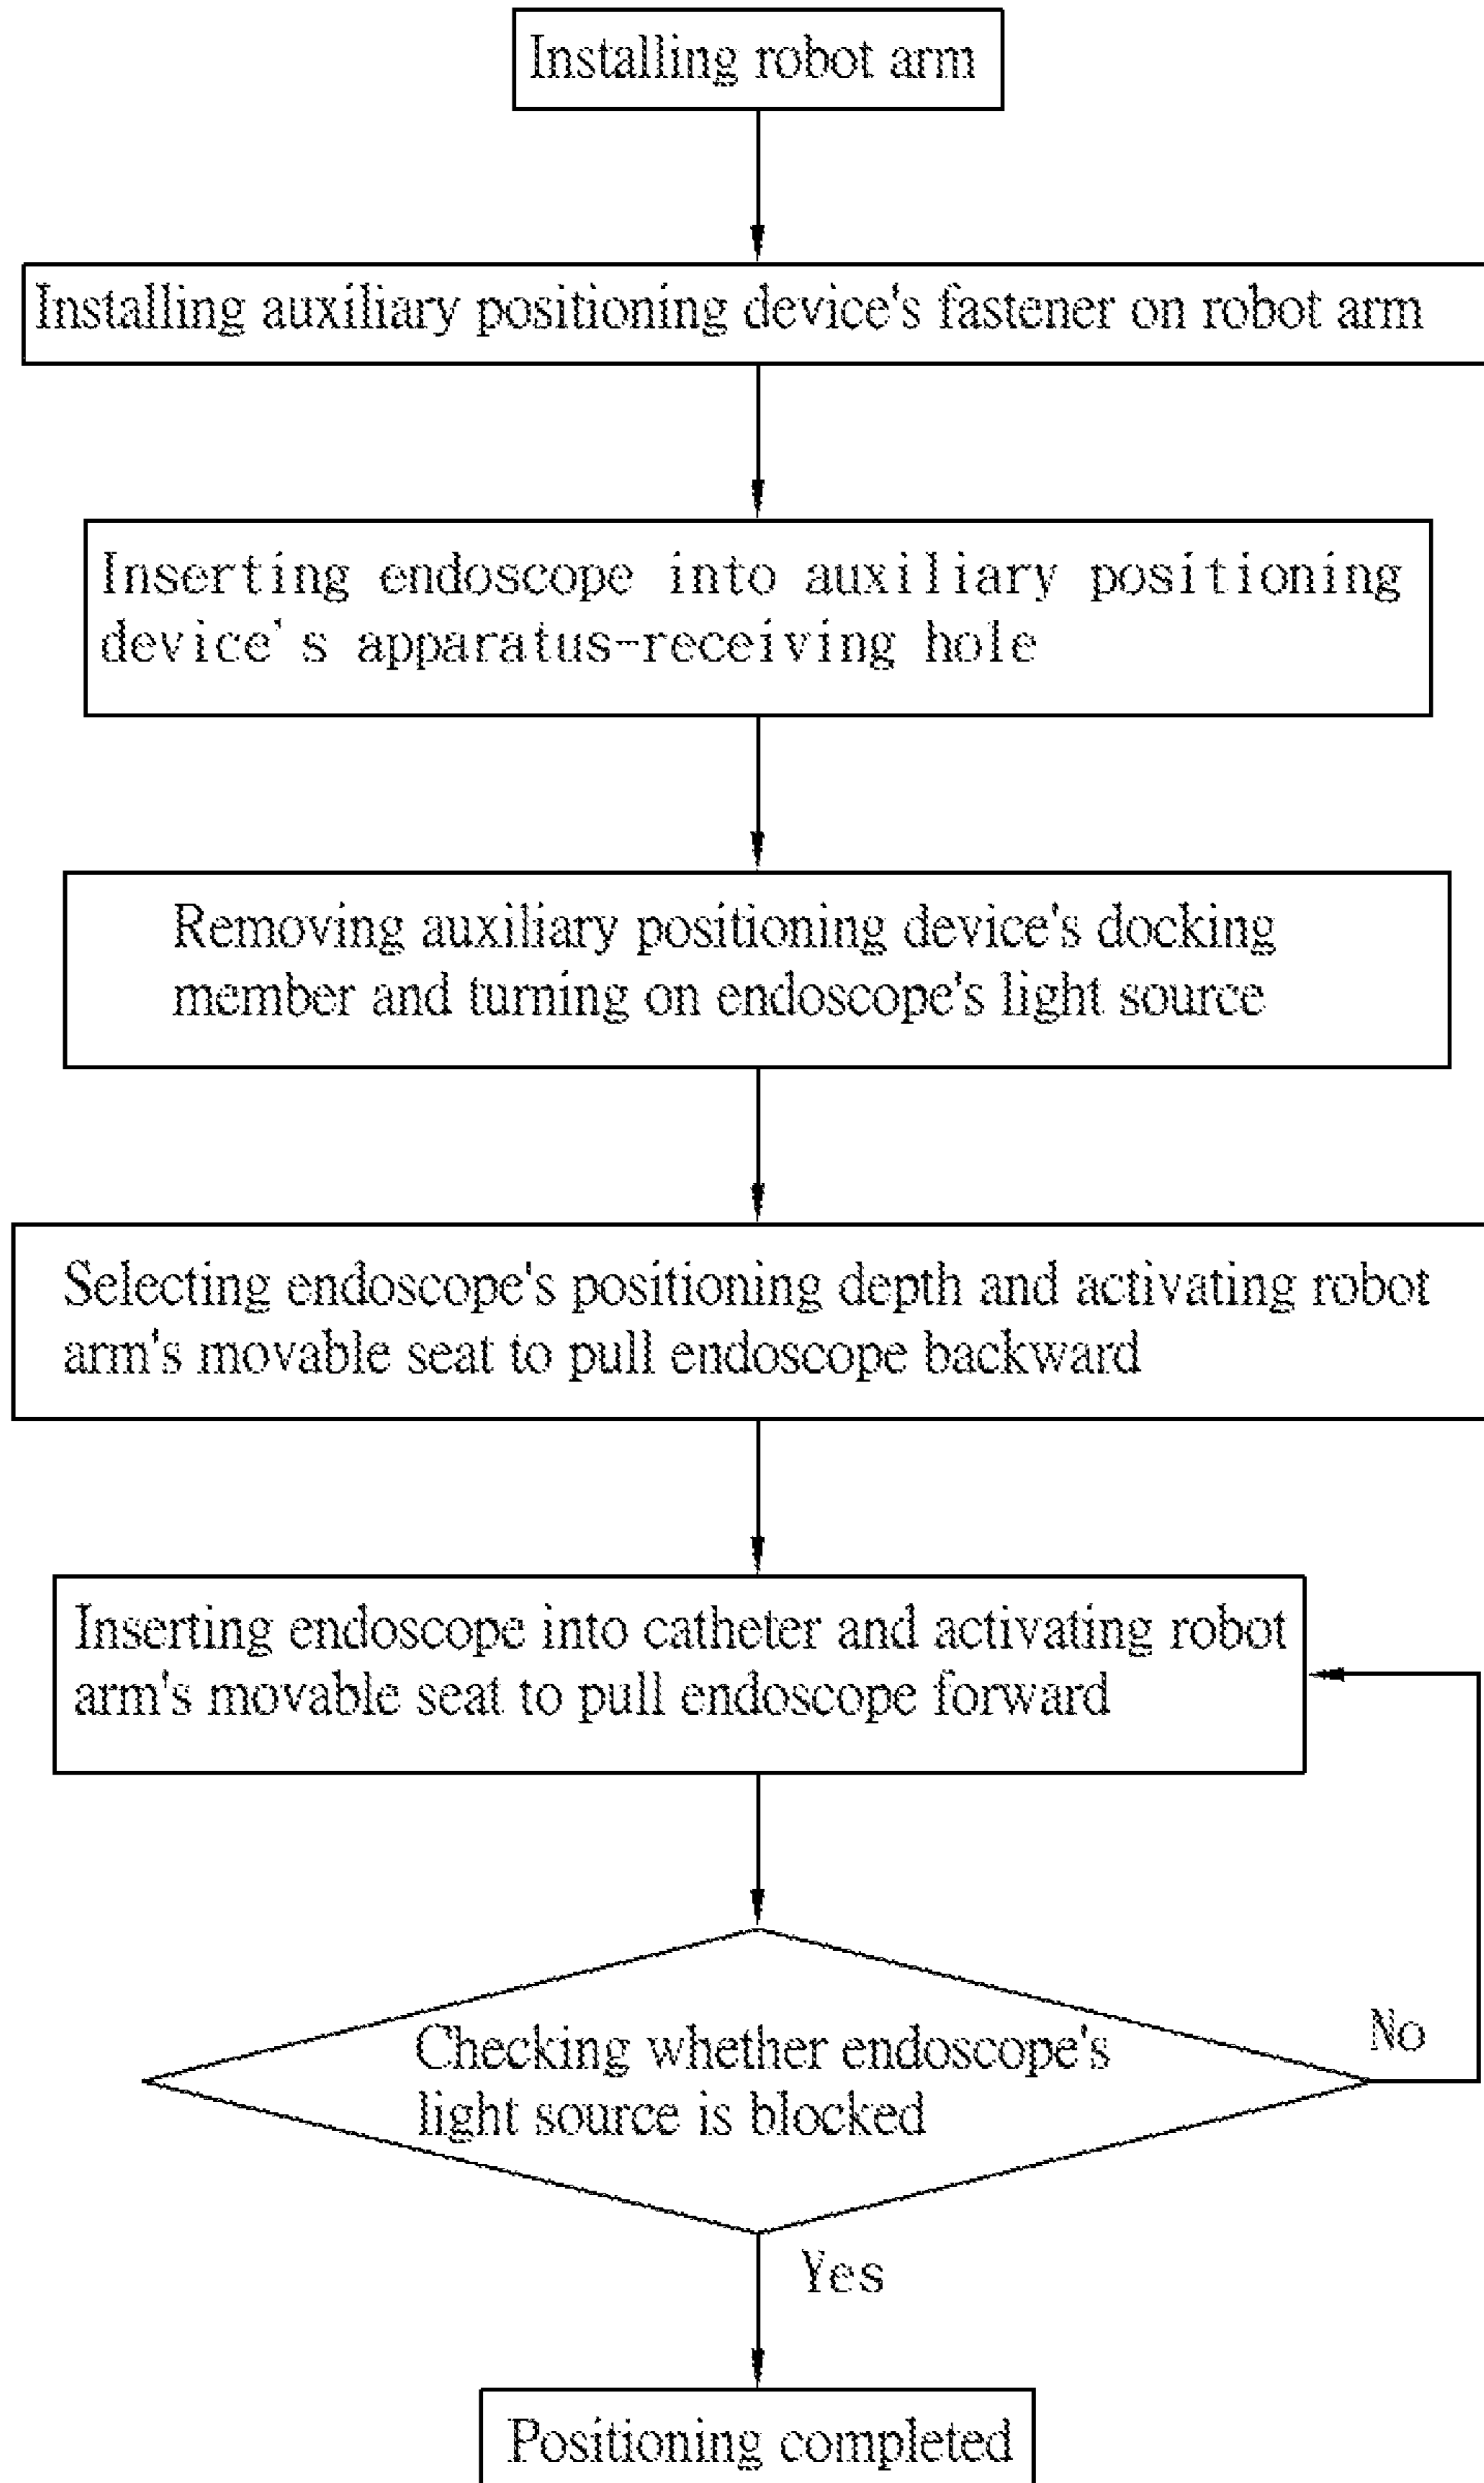 Installing robot arm
Installing auxiliary positioning device's fastener on robot arm
Inserting endoscope into auxiliary positioning
device's apparatus-receiving hole
Removing auxiliary positioning device's docking
member and turning on endoscope's light source
Selecting endoscope's positioning depth and activating robot
arm's movable seat to pull endoscope backward
Inserting endoscope into catheter and activating robot
arm's movable seat to pull endoscope forward
Checking whether endoscope's
light source is blocked
No
Yes
Positioning completed